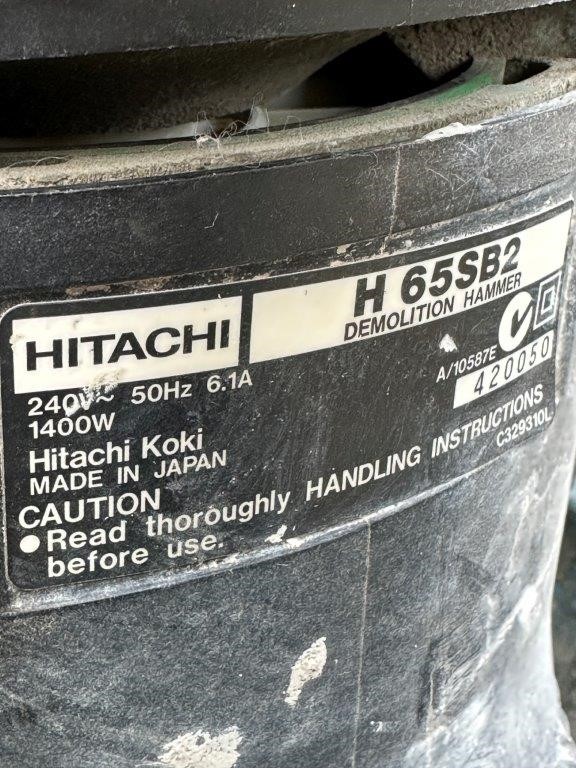 HITACHI
H 65SB2
DEMOLITION HAMMER
240V~ 50Hz 6.1A
1400W
A/10587E
420050
Hitachi Koki
MADE IN JAPAN
CAUTION
●Read thoroughly HANDLING INSTRUCTIONS
before use.
C329310L